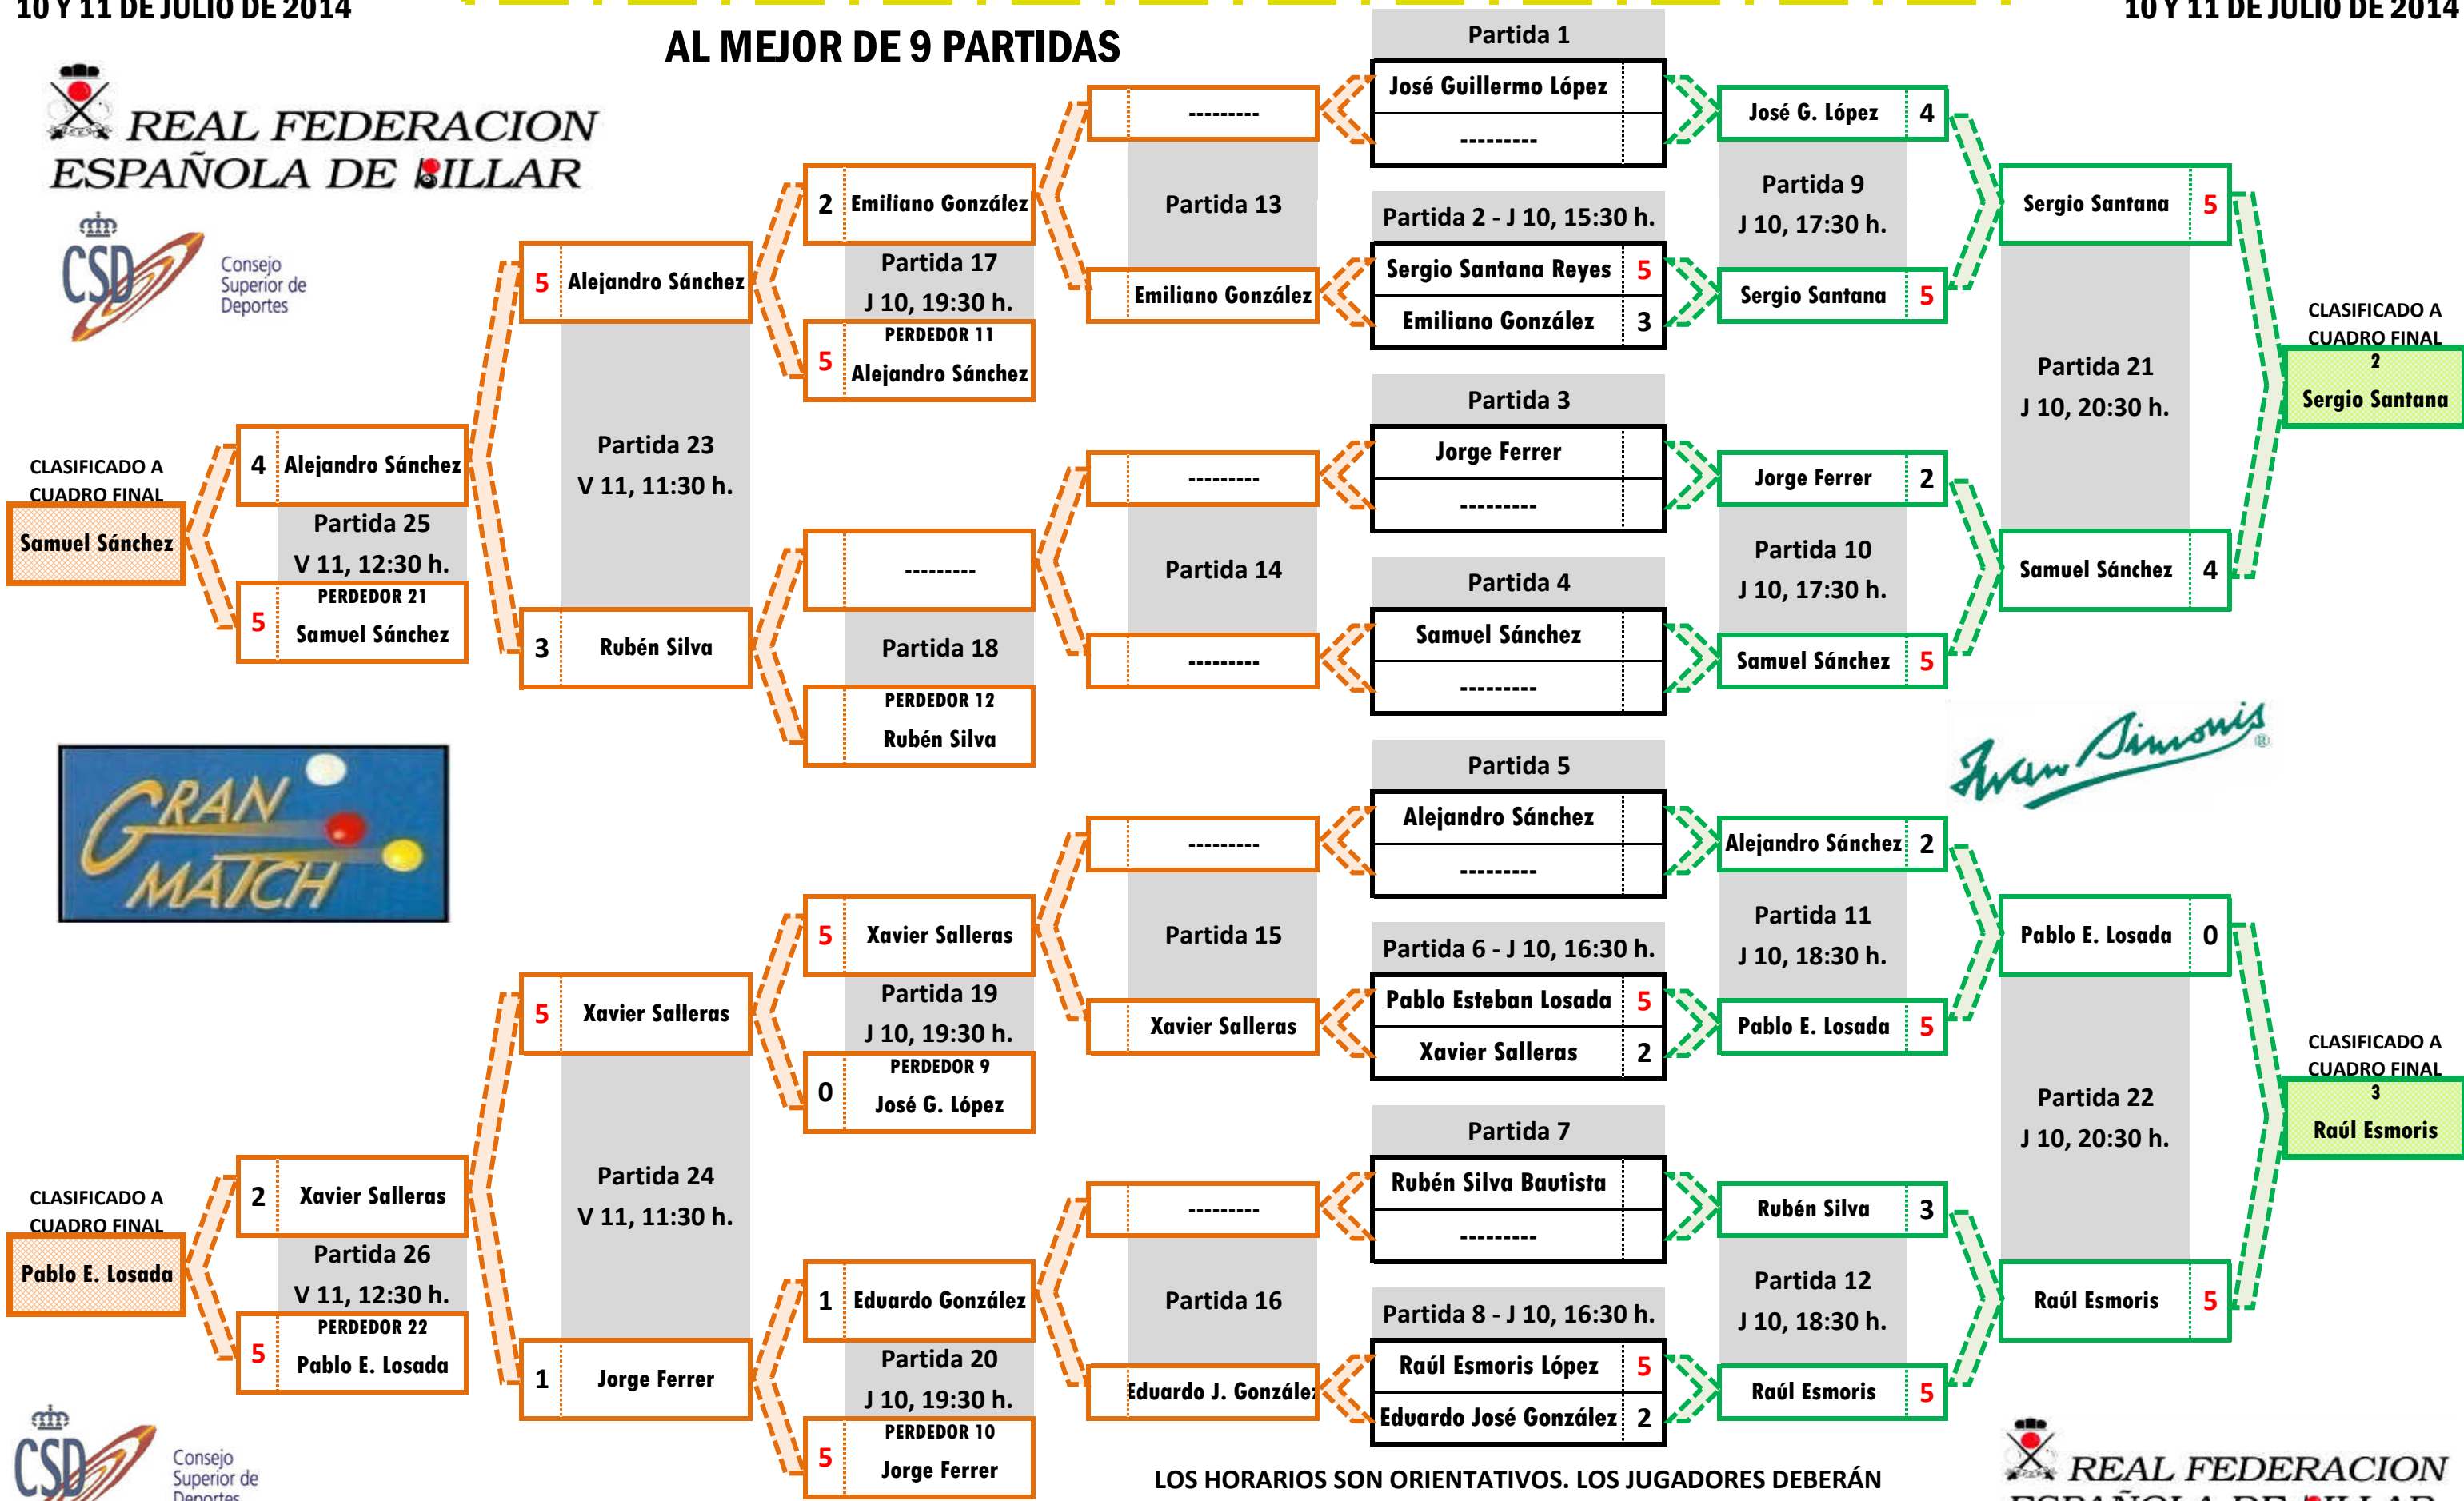 10 Y 11 DE JULIO DE 2014
10 Y 11 DE JULIO DE 2014
AL MEJOR DE 9 PARTIDAS
REAL FEDERACION
ESPAÑOLA DE BILLAR
CSD
Consejo
Superior de
Deportes
CLASIFICADO A
CUADRO FINAL
Samuel Sánchez
4 Alejandro Sánchez
Partida 25
V 11, 12:30 h.
PERDEDOR 21
5 Samuel Sánchez
GRAN
MATCH
CLASIFICADO A
CUADRO FINAL
Pablo E. Losada
2 Xavier Salleras
Partida 26
V 11, 12:30 h.
PERDEDOR 22
5 Pablo E. Losada
CSD
Consejo
Superior de
Deportes
5 Alejandro Sánchez
Partida 23
V 11, 11:30 h.
3 Rubén Silva
5 Xavier Salleras
Partida 24
V 11, 11:30 h.
1 Jorge Ferrer
2 Emiliano González
Partida 17
J 10, 19:30 h.
PERDEDOR 11
5 Alejandro Sánchez
---------
Partida 18
PERDEDOR 12
Rubén Silva
5 Xavier Salleras
Partida 19
J 10, 19:30 h.
PERDEDOR 9
0 José G. López
1 Eduardo González
Partida 20
J 10, 19:30 h.
PERDEDOR 10
5 Jorge Ferrer
---------
Partida 13
Emiliano González
---------
Partida 14
---------
---------
Partida 15
Xavier Salleras
---------
Partida 16
Eduardo J. González
Partida 1
José Guillermo López
---------
Partida 2 - J 10, 15:30 h.
Sergio Santana Reyes 5
Emiliano González 3
Partida 3
Jorge Ferrer
---------
Partida 4
Samuel Sánchez
---------
Partida 5
Alejandro Sánchez
---------
Partida 6 - J 10, 16:30 h.
Pablo Esteban Losada 5
Xavier Salleras 2
Partida 7
Rubén Silva Bautista
---------
Partida 8 - J 10, 16:30 h.
Raúl Esmoris López 5
Eduardo José González 2
José G. López 4
Partida 9
J 10, 17:30 h.
Sergio Santana 5
Jorge Ferrer 2
Partida 10
J 10, 17:30 h.
Samuel Sánchez 5
Alejandro Sánchez 2
Partida 11
J 10, 18:30 h.
Pablo E. Losada 5
Rubén Silva 3
Partida 12
J 10, 18:30 h.
Raúl Esmoris 5
Sergio Santana 5
Partida 21
J 10, 20:30 h.
Samuel Sánchez 4
Iwan Simonis ®
Pablo E. Losada 0
Partida 22
J 10, 20:30 h.
Raúl Esmoris 5
CLASIFICADO A
CUADRO FINAL
2
Sergio Santana
CLASIFICADO A
CUADRO FINAL
3
Raúl Esmoris
LOS HORARIOS SON ORIENTATIVOS. LOS JUGADORES DEBERÁN
REAL FEDERACION
ESPAÑOLA DE BILLAR